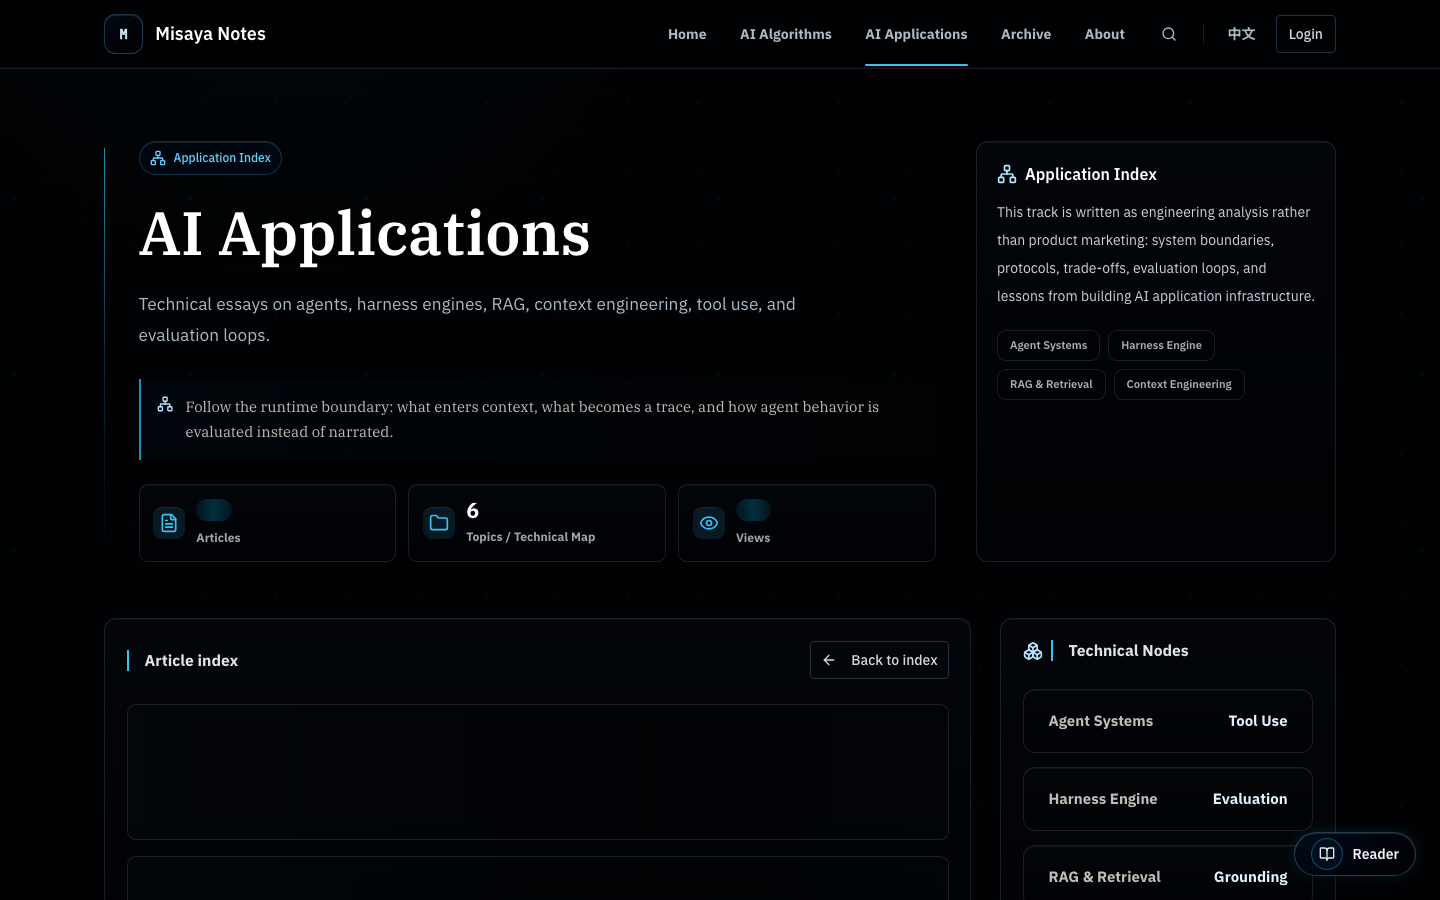 M
Misaya Notes
Home
AI Algorithms
AI Applications
Archive
About
中文
Login
Application Index
AI Applications
Technical essays on agents, harness engines, RAG, context engineering, tool use, and
evaluation loops.
Follow the runtime boundary: what enters context, what becomes a trace, and how agent behavior is
evaluated instead of narrated.
Articles
6
Topics / Technical Map
Views
Application Index
This track is written as engineering analysis rather
than product marketing: system boundaries,
protocols, trade-offs, evaluation loops, and
lessons from building AI application infrastructure.
Agent Systems
Harness Engine
RAG & Retrieval
Context Engineering
Article index
Back to index
Technical Nodes
Agent Systems
Tool Use
Harness Engine
Evaluation
RAG & Retrieval
Grounding
Reader